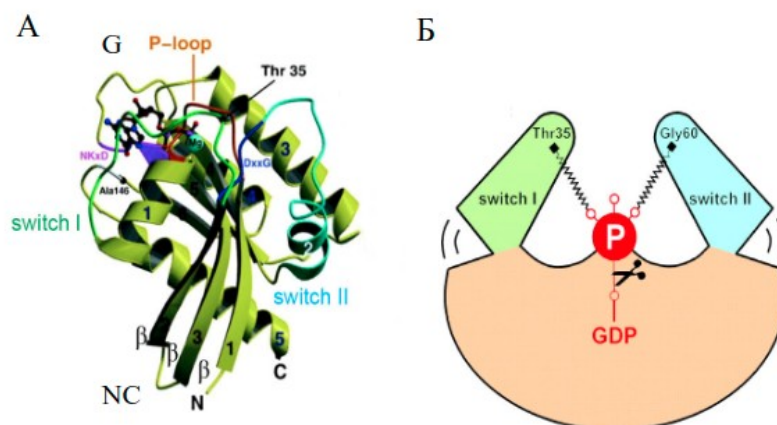 А
G
P-loop
Thr 35
Mg
NKxD
DxxG
3
Ala146
5
1
switch I
2
switch II
β
β
β
3
1
5
C
NC
N
Б
Thr35
Gly60
switch I
switch II
P
GDP